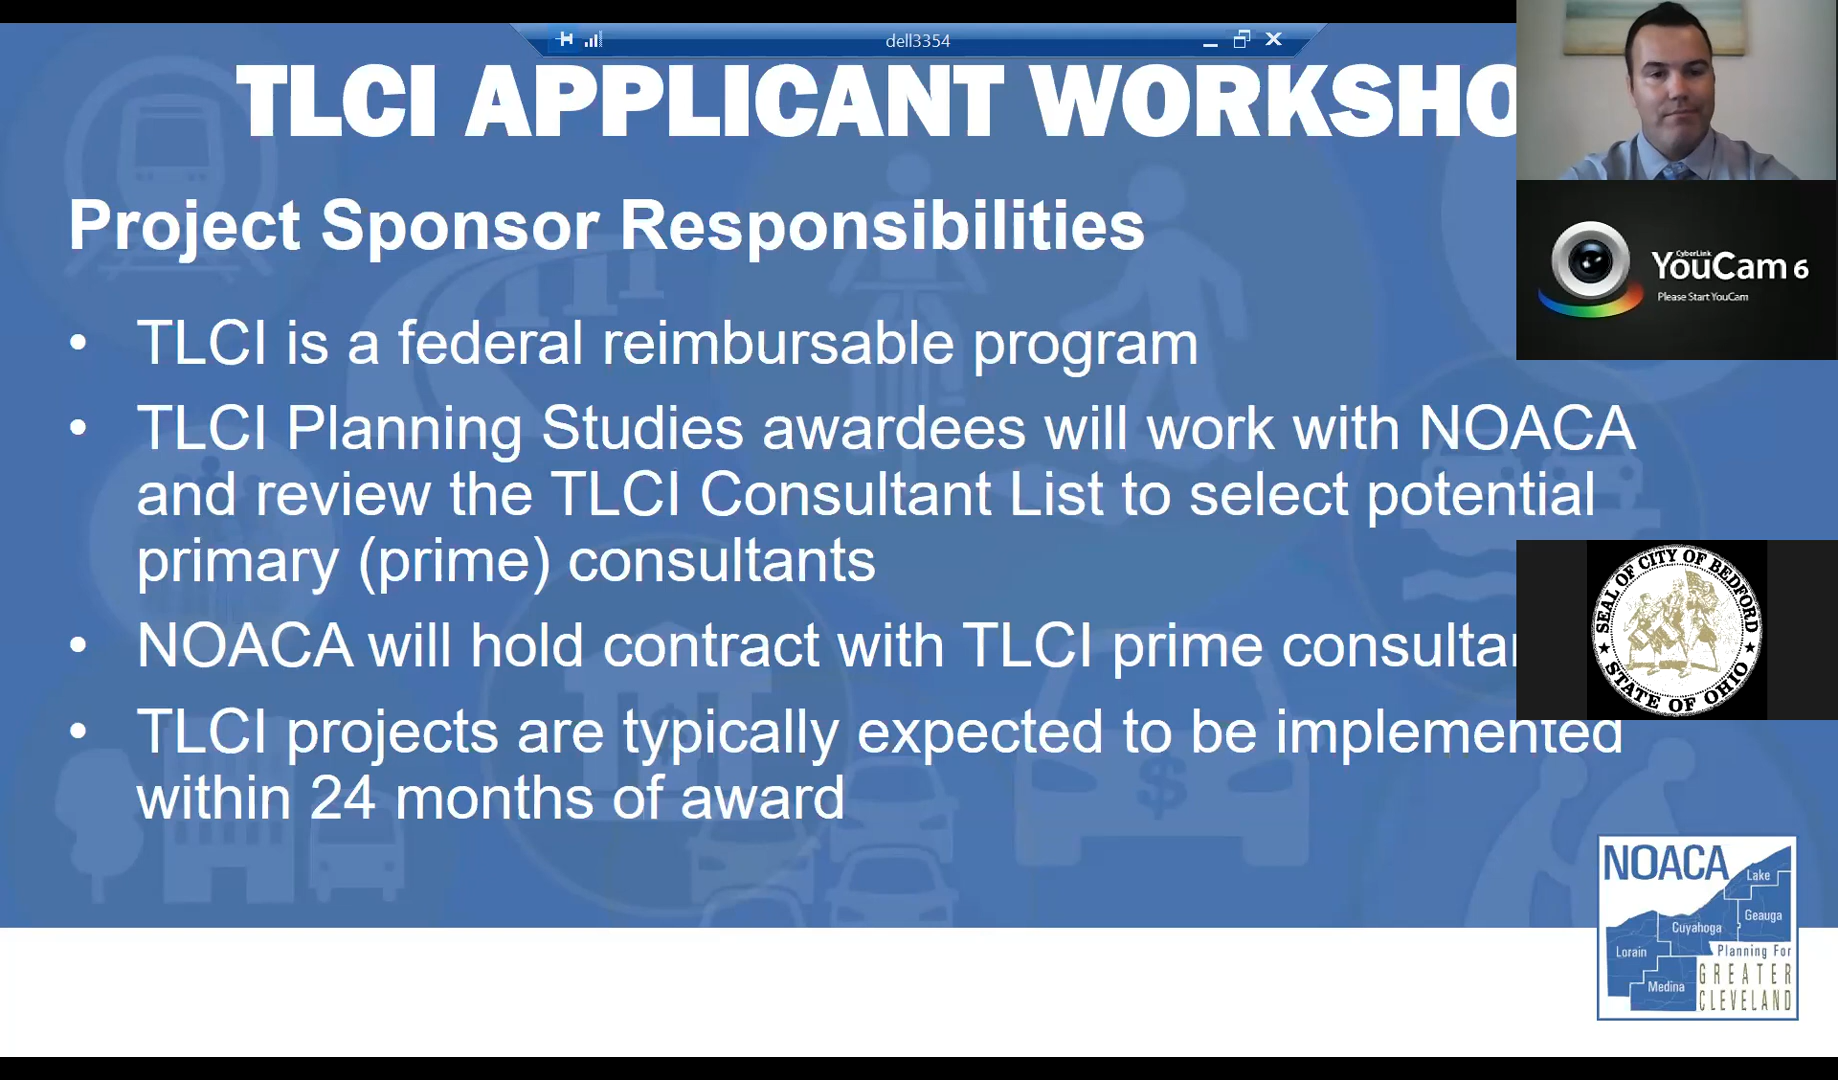 dell3354
TLCI APPLICANT WORKSHO
Project Sponsor Responsibilities
• TLCI is a federal reimbursable program
• TLCI Planning Studies awardees will work with NOACA
and review the TLCI Consultant List to select potential
primary (prime) consultants
• NOACA will hold contract with TLCI prime consultan
• TLCI projects are typically expected to be implemented
within 24 months of award
CyberLink
YouCam 6
Please Start YouCam
SEAL OF CITY OF BEDFORD
STATE OF OHIO
NOACA
Lake
Geauga
Cuyahoga
Lorain
Medina
Planning For
GREATER
CLEVELAND